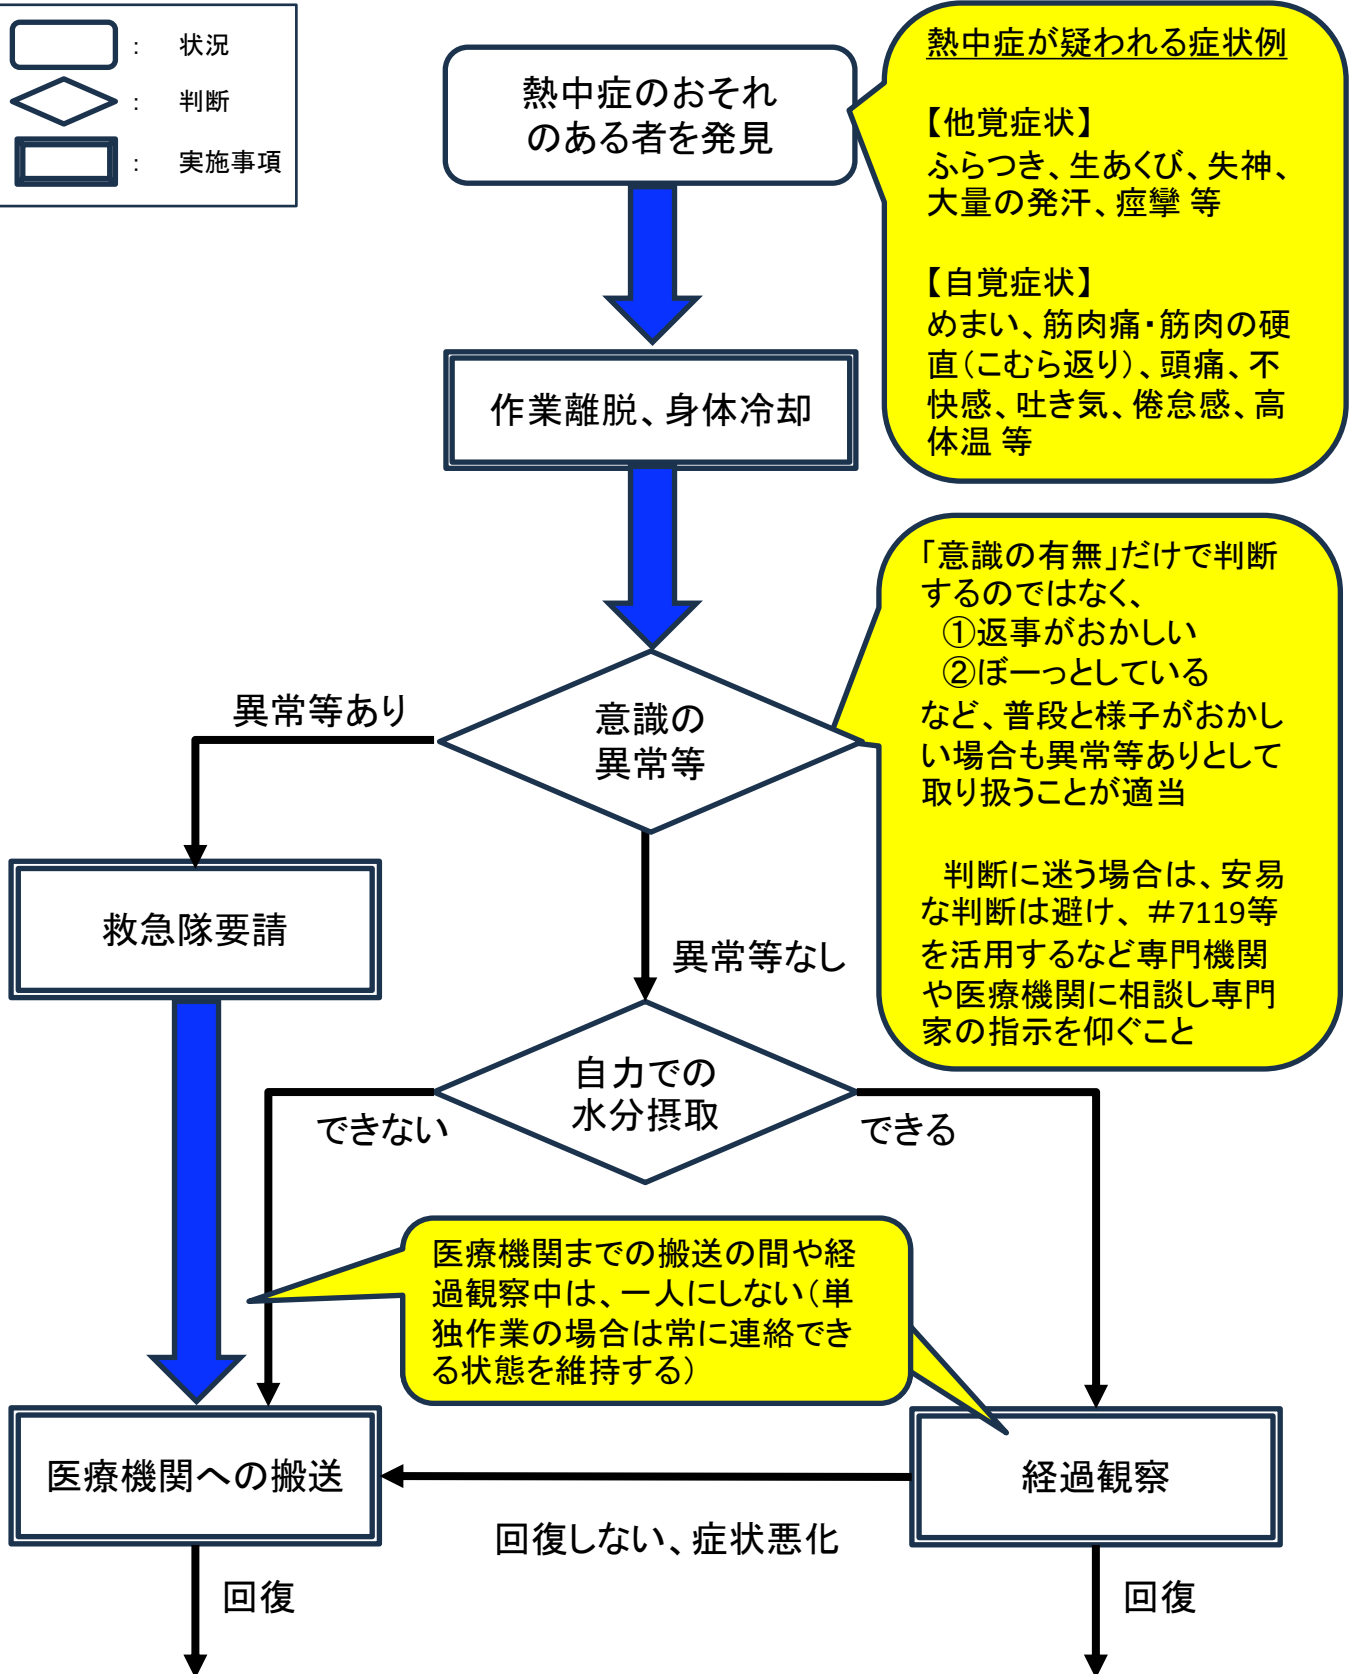 ： 状況
： 判断
： 実施事項
熱中症のおそれ
のある者を発見
熱中症が疑われる症状例
【他覚症状】
ふらつき、生あくび、失神、
大量の発汗、痙攣 等
【自覚症状】
めまい、筋肉痛・筋肉の硬
直（こむら返り）、頭痛、不
快感、吐き気、倦怠感、高
体温 等
作業離脱、身体冷却
「意識の有無」だけで判断
するのではなく、
①返事がおかしい
②ぼーっとしている
など、普段と様子がおかし
い場合も異常等ありとして
取り扱うことが適当
判断に迷う場合は、安易
な判断は避け、＃7119等
を活用するなど専門機関
や医療機関に相談し専門
家の指示を仰ぐこと
異常等あり
意識の
異常等
救急隊要請
異常等なし
自力での
水分摂取
できない
できる
医療機関までの搬送の間や経
過観察中は、一人にしない（単
独作業の場合は常に連絡でき
る状態を維持する）
医療機関への搬送
経過観察
回復しない、症状悪化
回復
回復